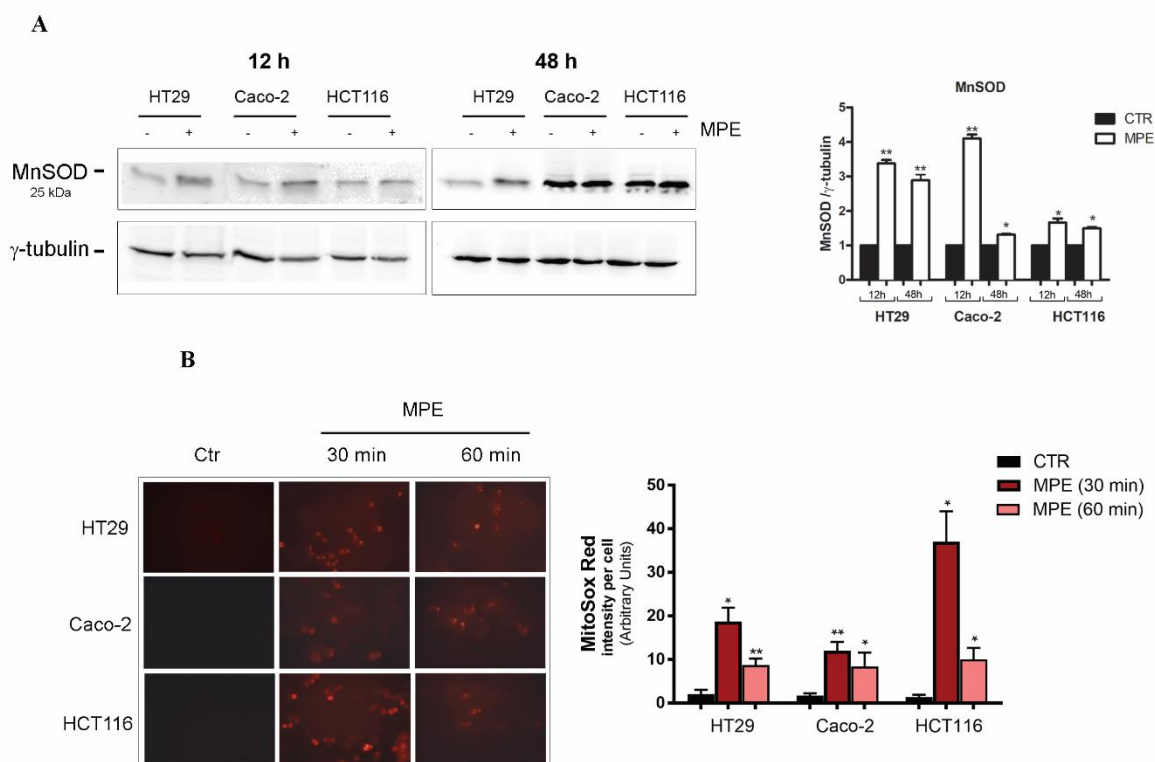 A
12 h
48 h
HT29 Caco-2 HCT116
HT29 Caco-2 HCT116
- + - + - +
- + - + - + MPE
MnSOD
25 kDa
γ-tubulin
MnSOD
CTR
MPE
MnSOD /γ-tubulin
5
4
3
2
1
0
** ** ** * * *
12h 48h 12h 48h 12h 48h
HT29 Caco-2 HCT116
B
MPE
Ctr 30 min 60 min
HT29
Caco-2
HCT116
CTR
MPE (30 min)
MPE (60 min)
MitoSox Red
intensity per cell
(Arbitrary Units)
50
40
30
20
10
0
* ** ** * * *
HT29 Caco-2 HCT116